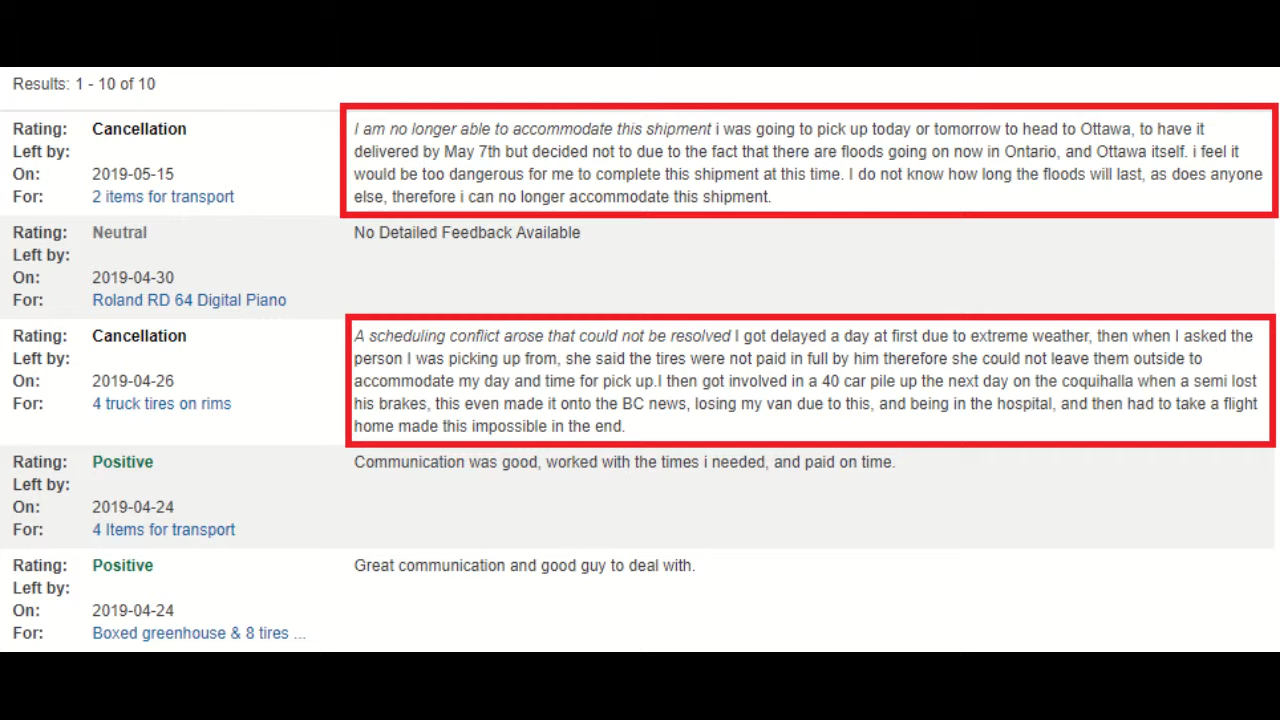 Results: 1 - 10 of 10
Rating: Cancellation
Left by:
On: 2019-05-15
For: 2 items for transport
I am no longer able to accommodate this shipment i was going to pick up today or tomorrow to head to Ottawa, to have it
delivered by May 7th but decided not to due to the fact that there are floods going on now in Ontario, and Ottawa itself. i feel it
would be too dangerous for me to complete this shipment at this time. I do not know how long the floods will last, as does anyone
else, therefore i can no longer accommodate this shipment.
Rating: Neutral
Left by:
On: 2019-04-30
For: Roland RD 64 Digital Piano
No Detailed Feedback Available
Rating: Cancellation
Left by:
On: 2019-04-26
For: 4 truck tires on rims
A scheduling conflict arose that could not be resolved I got delayed a day at first due to extreme weather, then when I asked the
person I was picking up from, she said the tires were not paid in full by him therefore she could not leave them outside to
accommodate my day and time for pick up.I then got involved in a 40 car pile up the next day on the coquihalla when a semi lost
his brakes, this even made it onto the BC news, losing my van due to this, and being in the hospital, and then had to take a flight
home made this impossible in the end.
Rating: Positive
Left by:
On: 2019-04-24
For: 4 Items for transport
Communication was good, worked with the times i needed, and paid on time.
Rating: Positive
Left by:
On: 2019-04-24
For: Boxed greenhouse & 8 tires ...
Great communication and good guy to deal with.